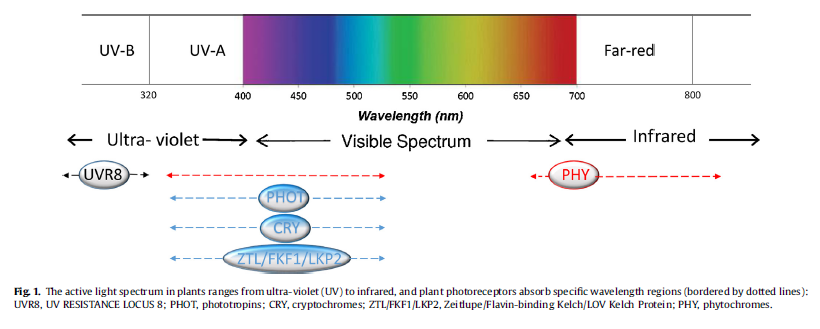 UV-B UV-A Far-red
320 400 450 500 550 600 650 700 800
Wavelength (nm)
Ultra- violet Visible Spectrum Infrared
UVR8 PHY
PHOT
CRY
ZTL/FKF1/LKP2
Fig. 1. The active light spectrum in plants ranges from ultra-violet (UV) to infrared, and plant photoreceptors absorb specific wavelength regions (bordered by dotted lines):
UVR8, UV RESISTANCE LOCUS 8; PHOT, phototropins; CRY, cryptochromes; ZTL/FKF1/LKP2, Zeitlupe/Flavin-binding Kelch/LOV Kelch Protein; PHY, phytochromes.